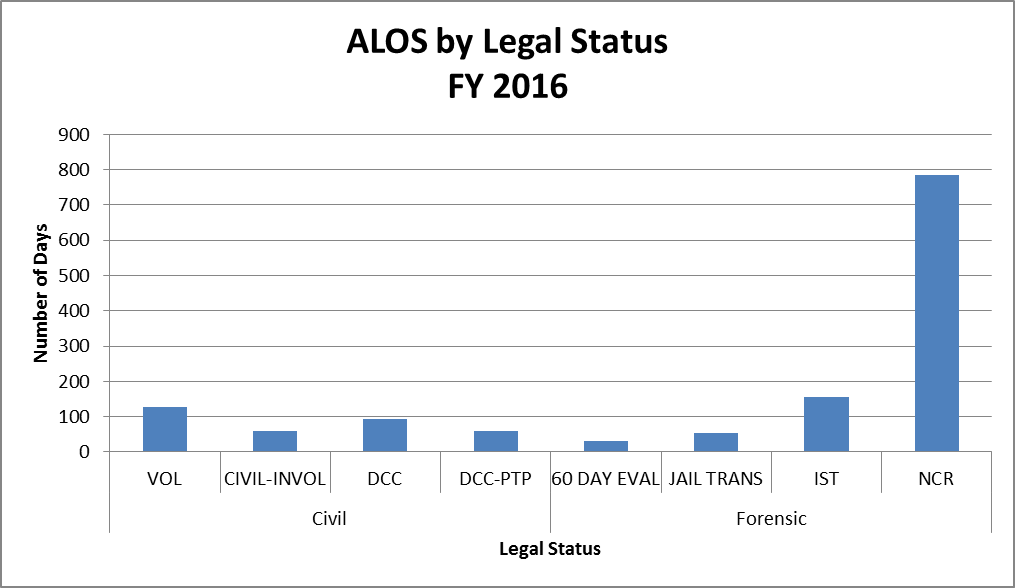 ALOS by Legal Status
FY 2016
900
800
700
600
500
400
300
200
100
0
Number of Days
VOL CIVIL-INVOL DCC DCC-PTP 60 DAY EVAL JAIL TRANS IST NCR
Civil Forensic
Legal Status